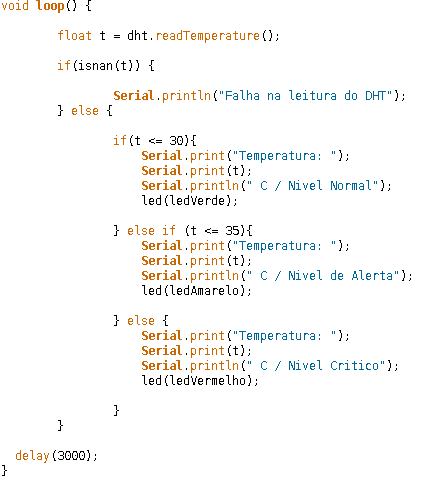 void loop() {
float t = dht.readTemperature();
if(isnan(t)) {
Serial.println("Falha na leitura do DHT");
} else {
if(t <= 30){
Serial.print("Temperatura: ");
Serial.print(t);
Serial.println(" C / Nivel Normal");
led(ledVerde);
} else if (t <= 35){
Serial.print("Temperatura: ");
Serial.print(t);
Serial.println(" C / Nivel de Alerta");
led(ledAmarelo);
} else {
Serial.print("Temperatura: ");
Serial.print(t);
Serial.println(" C / Nivel Critico");
led(ledVermelho);
}
}
delay(3000);
}